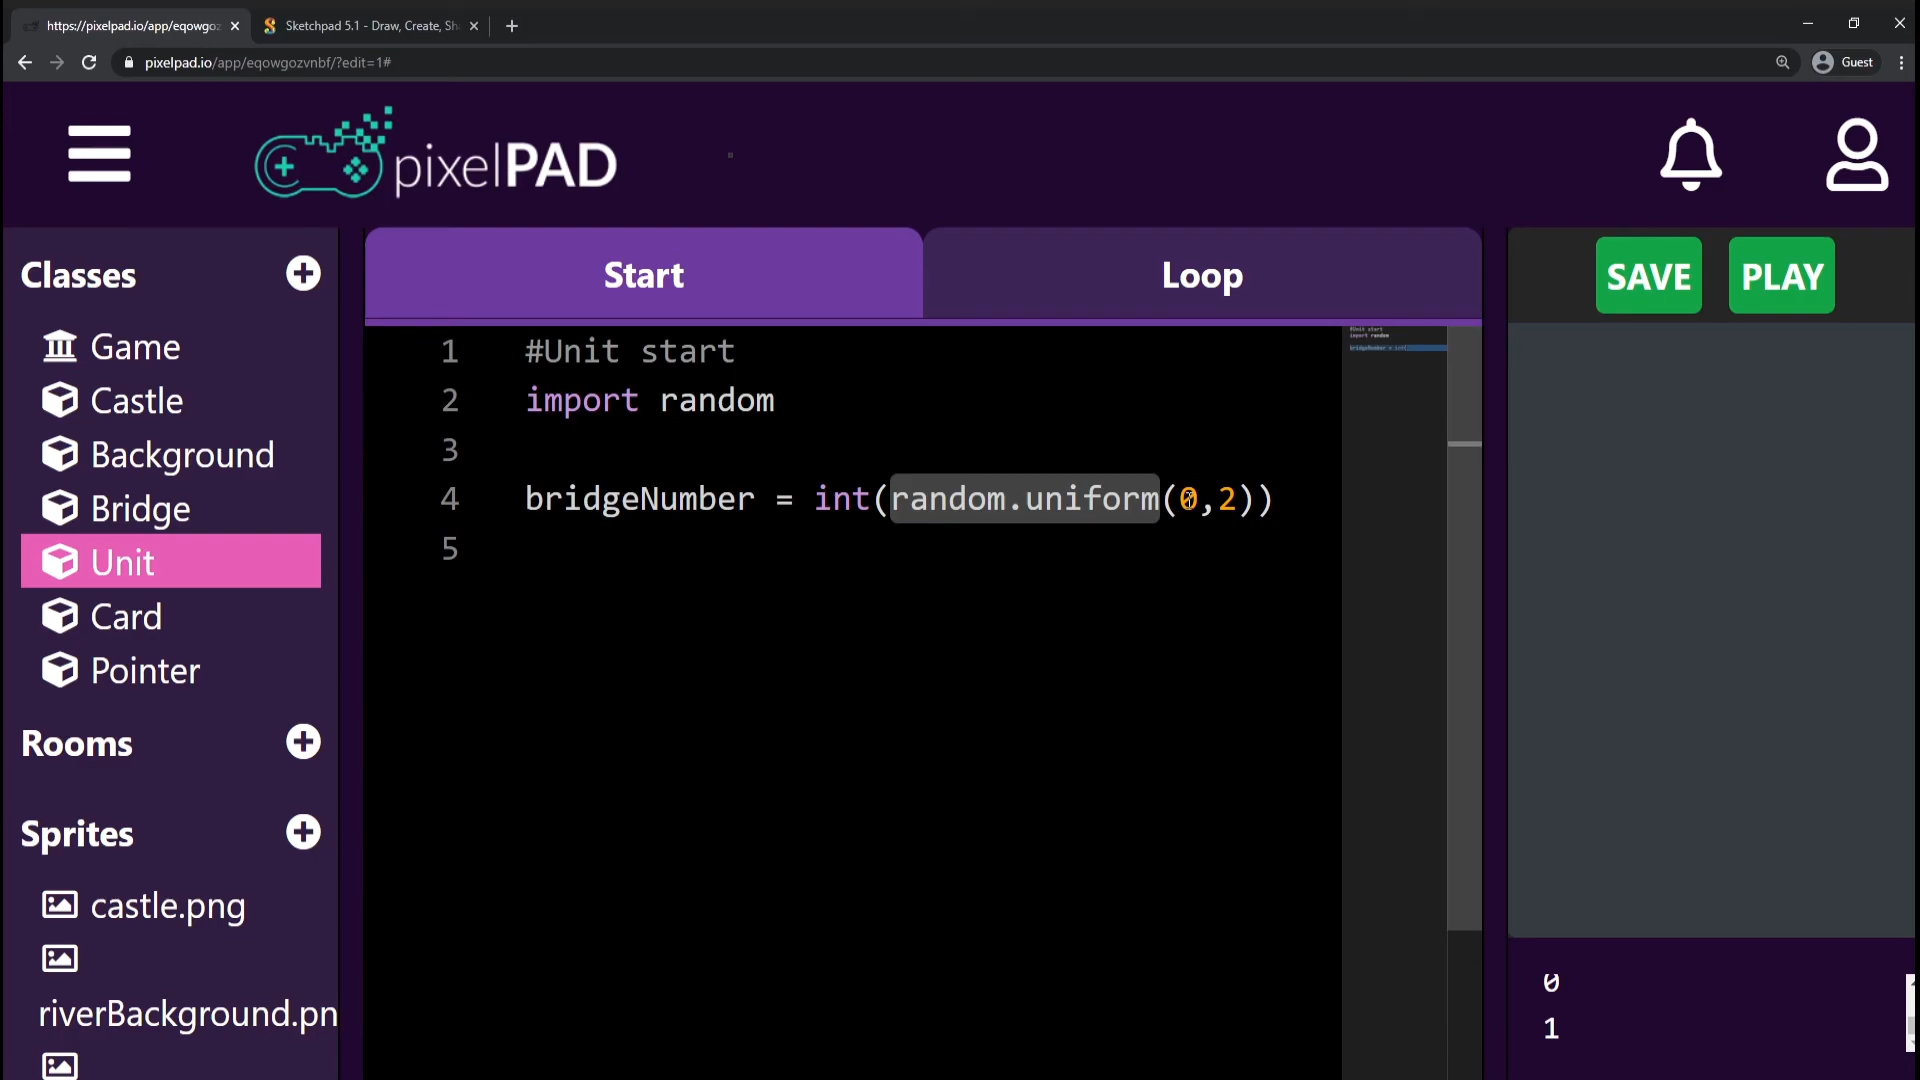 https://pixelpad.io/app/eqowgoz
Sketchpad 5.1 - Draw, Create, Sh
pixelpad.io/app/eqowgozvnbf/?edit=1#
Guest
pixelPAD
Classes
Game
Castle
Background
Bridge
Unit
Card
Pointer
Rooms
Sprites
castle.png
riverBackground.pn
Start
Loop
1 #Unit start
2 import random
3
4 bridgeNumber = int(random.uniform(0,2))
5
SAVE
PLAY
0
1